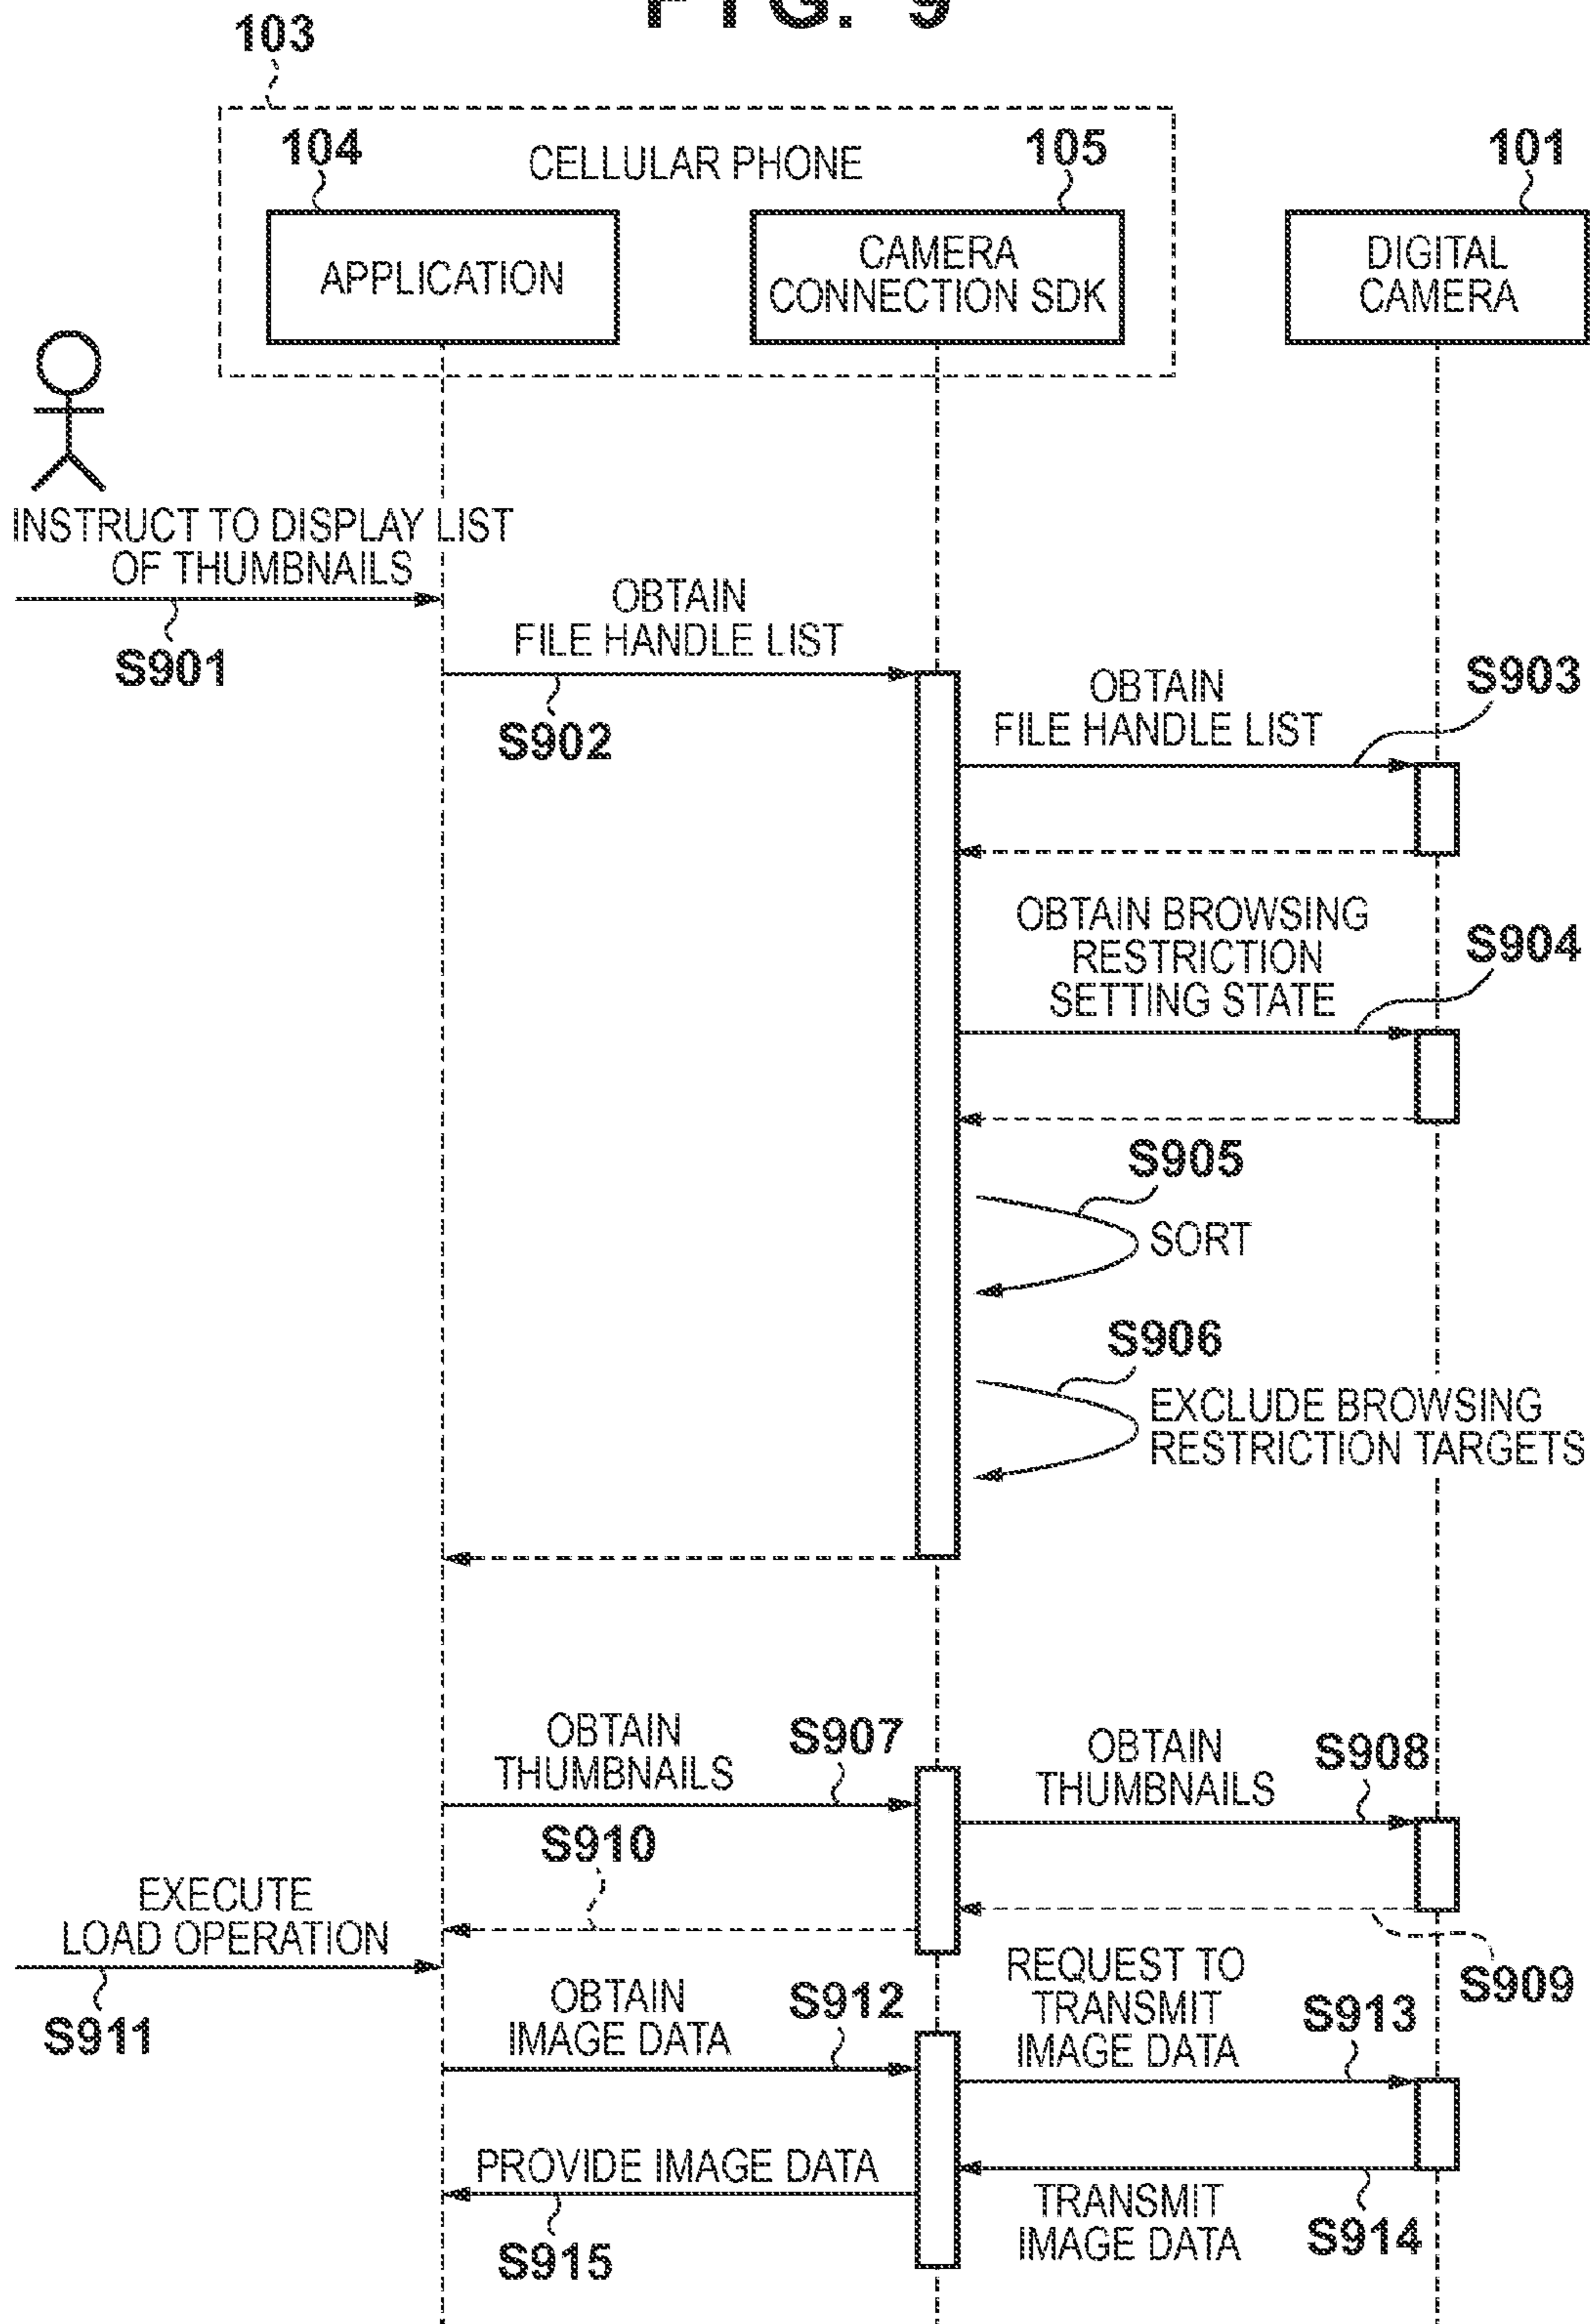 FIG. 9
103
104
CELLULAR PHONE
105
101
APPLICATION
CAMERA
CONNECTION SDK
DIGITAL
CAMERA
INSTRUCT TO DISPLAY LIST
OF THUMBNAILS
S901
OBTAIN
FILE HANDLE LIST
S902
OBTAIN
FILE HANDLE LIST
S903
OBTAIN BROWSING
RESTRICTION
SETTING STATE
S904
S905
SORT
S906
EXCLUDE BROWSING
RESTRICTION TARGETS
OBTAIN
THUMBNAILS
S907
OBTAIN
THUMBNAILS
S908
S910
S909
EXECUTE
LOAD OPERATION
S911
OBTAIN
IMAGE DATA
S912
REQUEST TO
TRANSMIT
IMAGE DATA
S913
PROVIDE IMAGE DATA
S915
TRANSMIT
IMAGE DATA
S914